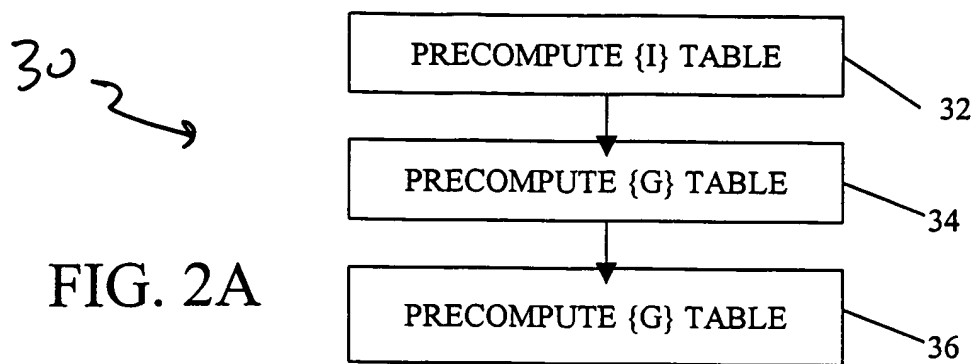 30
PRECOMPUTE {I} TABLE
32
PRECOMPUTE {G} TABLE
34
FIG. 2A
PRECOMPUTE {G} TABLE
36